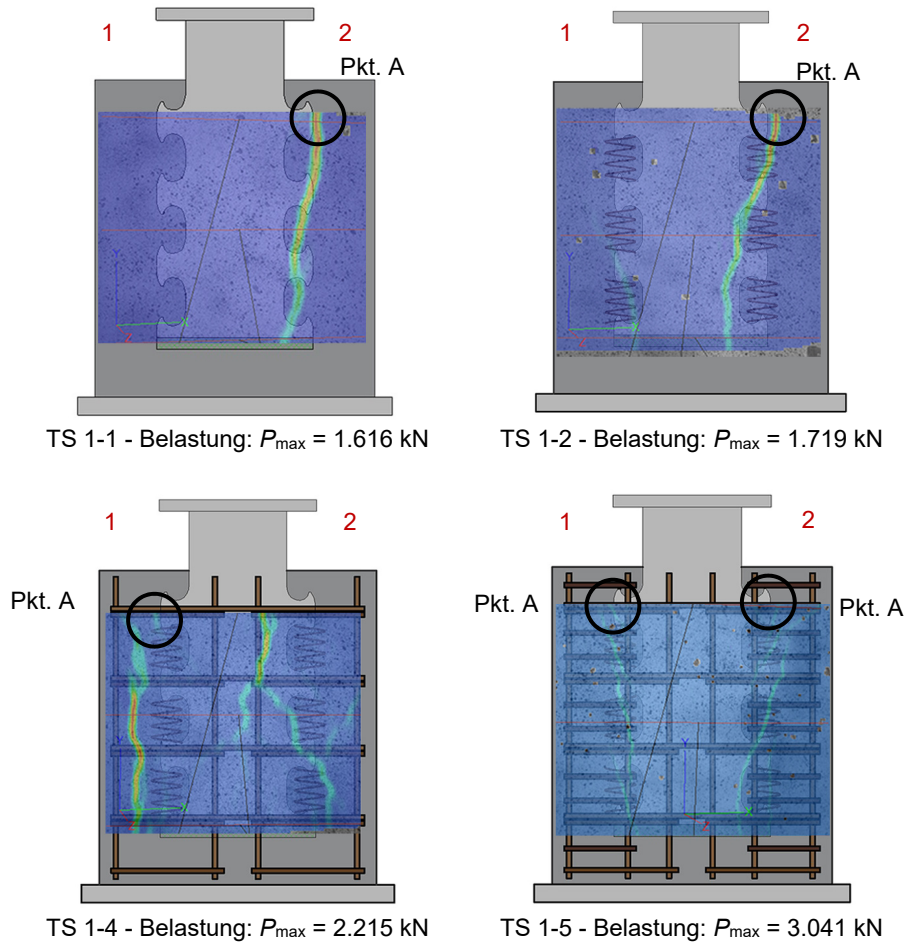 1
2
Pkt. A
TS 1-1 - Belastung: Pmax = 1.616 kN
1
2
Pkt. A
TS 1-2 - Belastung: Pmax = 1.719 kN
1
2
Pkt. A
TS 1-4 - Belastung: Pmax = 2.215 kN
1
2
Pkt. A
Pkt. A
TS 1-5 - Belastung: Pmax = 3.041 kN